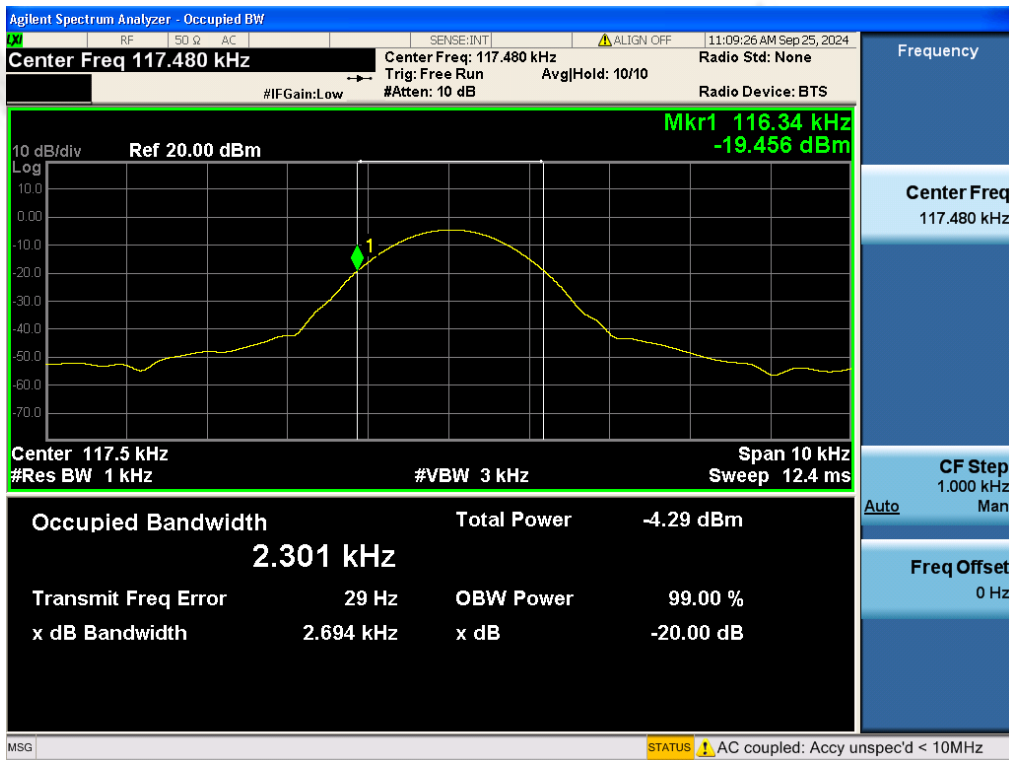 Agilent Spectrum Analyzer - Occupied BW
LXI RF 50 Ω AC SENSE:INT ALIGN OFF 11:09:26 AM Sep 25, 2024
Center Freq 117.480 kHz
Center Freq: 117.480 kHz Radio Std: None
Trig: Free Run Avg|Hold: 10/10
#IFGain:Low #Atten: 10 dB Radio Device: BTS
Frequency
Mkr1 116.34 kHz
-19.456 dBm
10 dB/div Ref 20.00 dBm
Log
10.0
0.00
-10.0
-20.0
-30.0
-40.0
-50.0
-60.0
-70.0
1
Center 117.5 kHz Span 10 kHz
#Res BW 1 kHz #VBW 3 kHz Sweep 12.4 ms
Center Freq
117.480 kHz
CF Step
1.000 kHz
Auto Man
Freq Offset
0 Hz
Occupied Bandwidth Total Power -4.29 dBm
2.301 kHz
Transmit Freq Error 29 Hz OBW Power 99.00 %
x dB Bandwidth 2.694 kHz x dB -20.00 dB
MSG STATUS AC coupled: Accy unspec'd < 10MHz